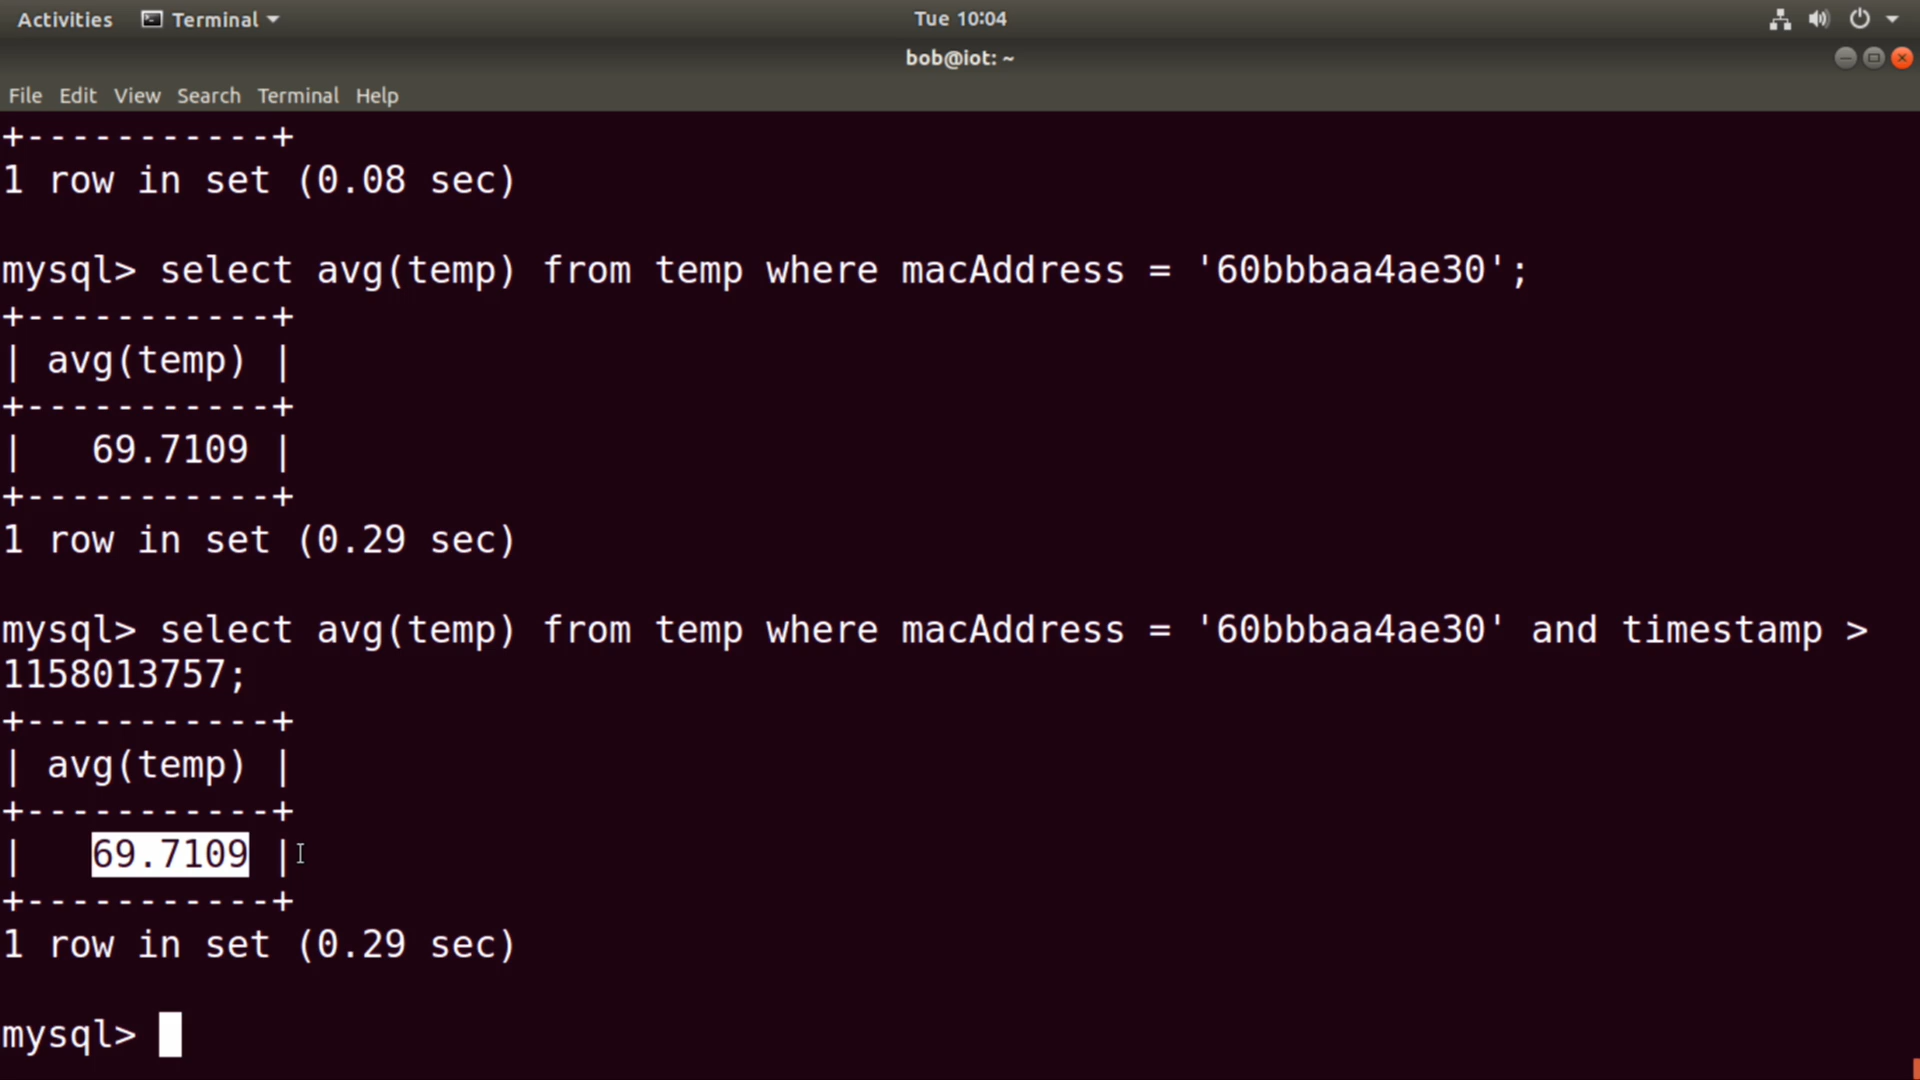 Activities Terminal Tue 10:04
bob@iot: ~
File Edit View Search Terminal Help
+-----------+
1 row in set (0.08 sec)
mysql> select avg(temp) from temp where macAddress = '60bbbaa4ae30';
+-----------+
| avg(temp) |
+-----------+
|   69.7109 |
+-----------+
1 row in set (0.29 sec)
mysql> select avg(temp) from temp where macAddress = '60bbbaa4ae30' and timestamp >
1158013757;
+-----------+
| avg(temp) |
+-----------+
|   69.7109 |
+-----------+
1 row in set (0.29 sec)
mysql>